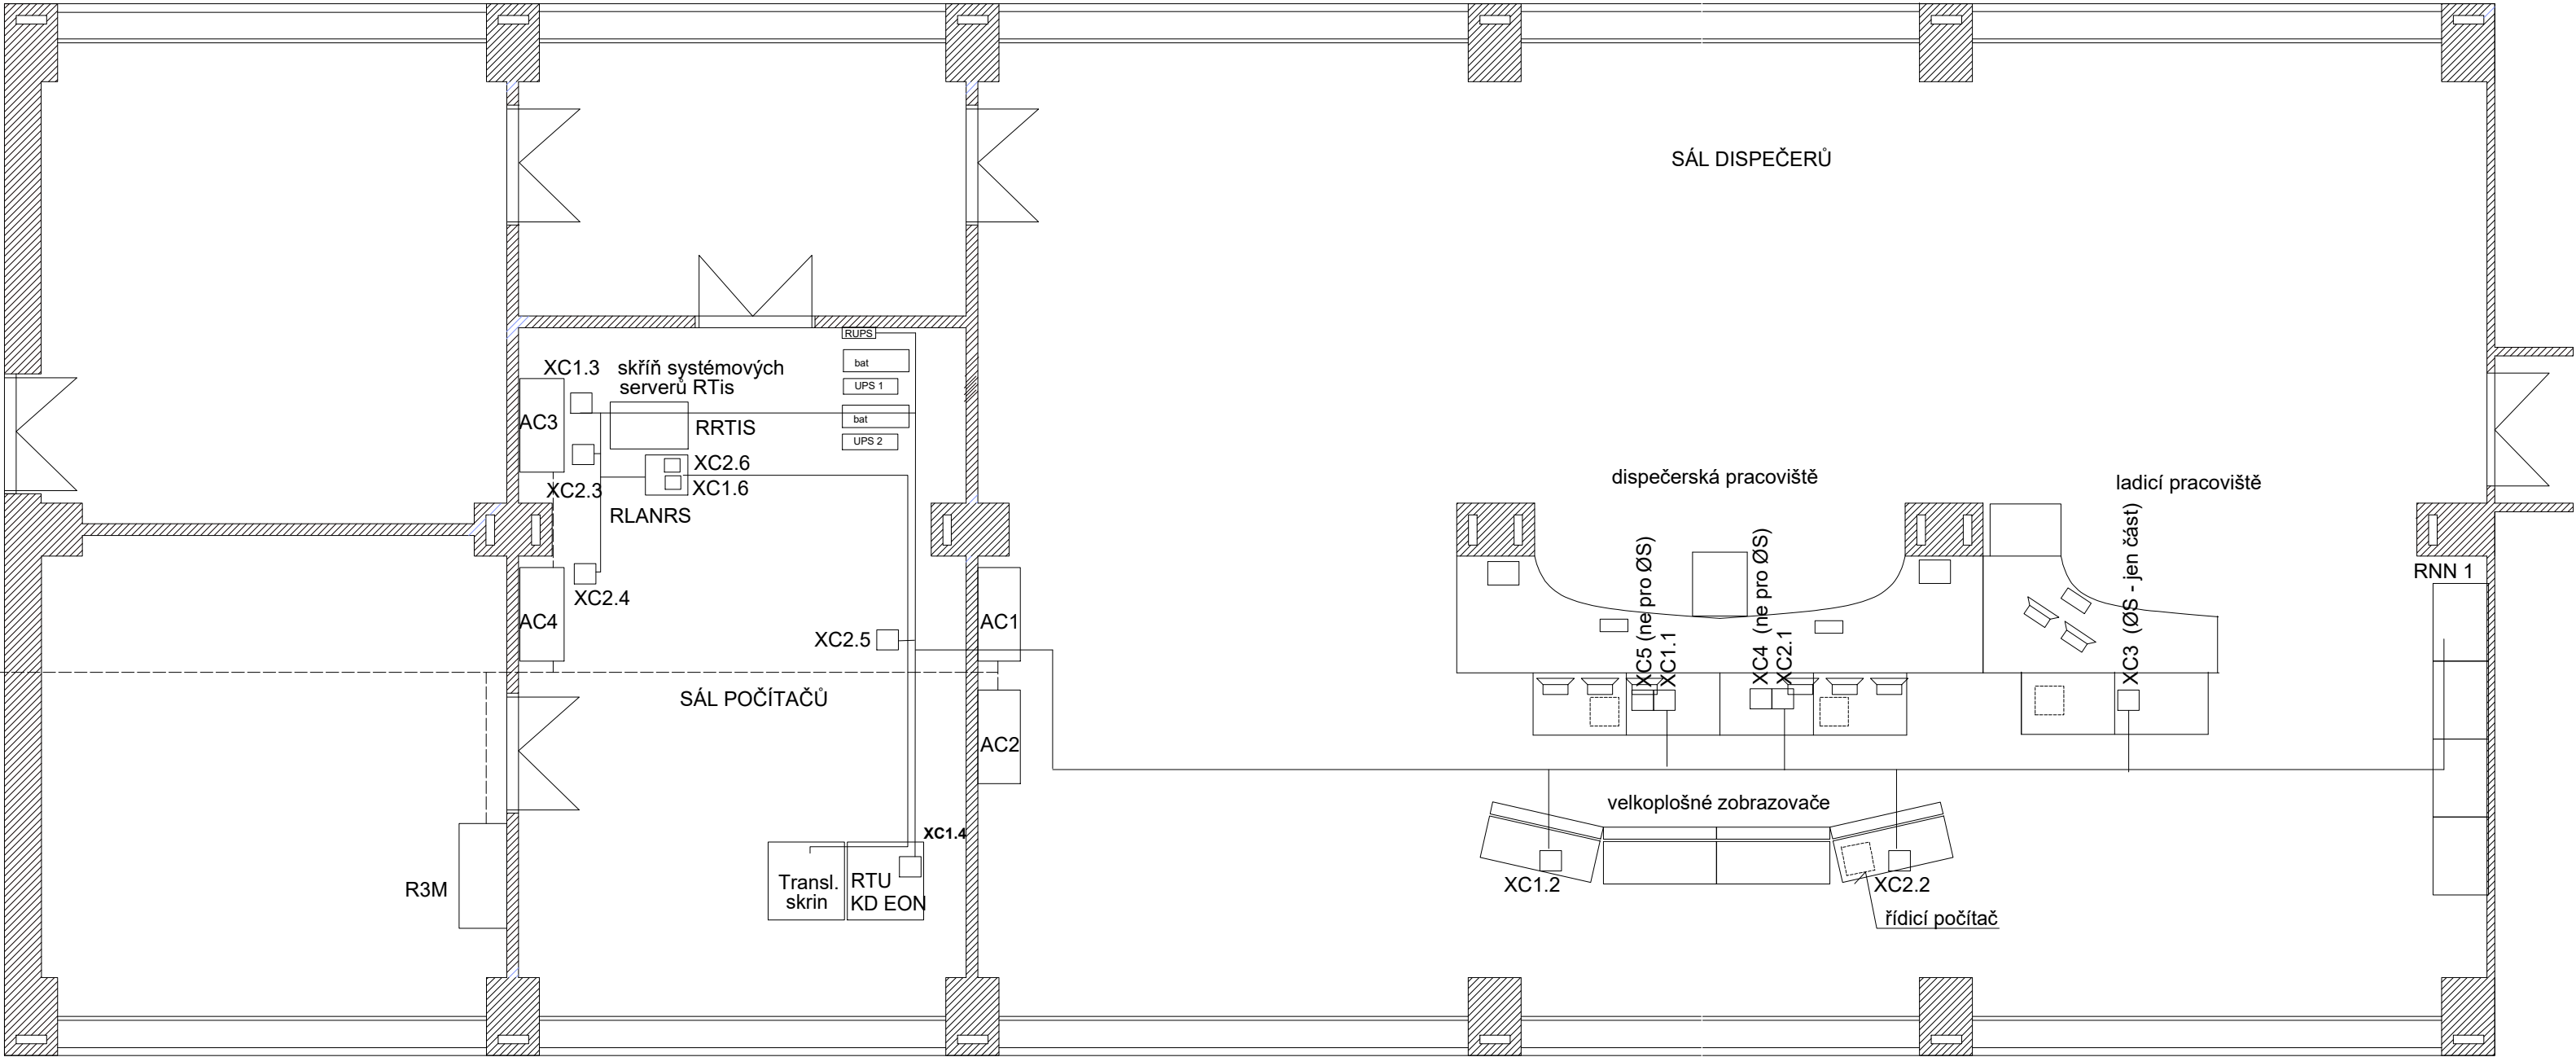 SÁL DISPEČERŮ
RUPS
bat
UPS 1
bat
UPS 2
XC1.3
skříň systémových
serverů RTis
AC3
RRTIS
XC2.6
XC1.6
XC2.3
RLANRS
XC2.4
AC4
XC2.5
AC1
SÁL POČÍTAČŮ
AC2
XC1.4
R3M
Transl.
skrin
RTU
KD EON
dispečerská pracoviště
ladicí pracoviště
XC5 (ne pro ØS)
XC1.1
XC4 (ne pro ØS)
XC2.1
XC3 (ØS - jen část)
RNN 1
velkoplošné zobrazovače
XC1.2
XC2.2
řídicí počítač